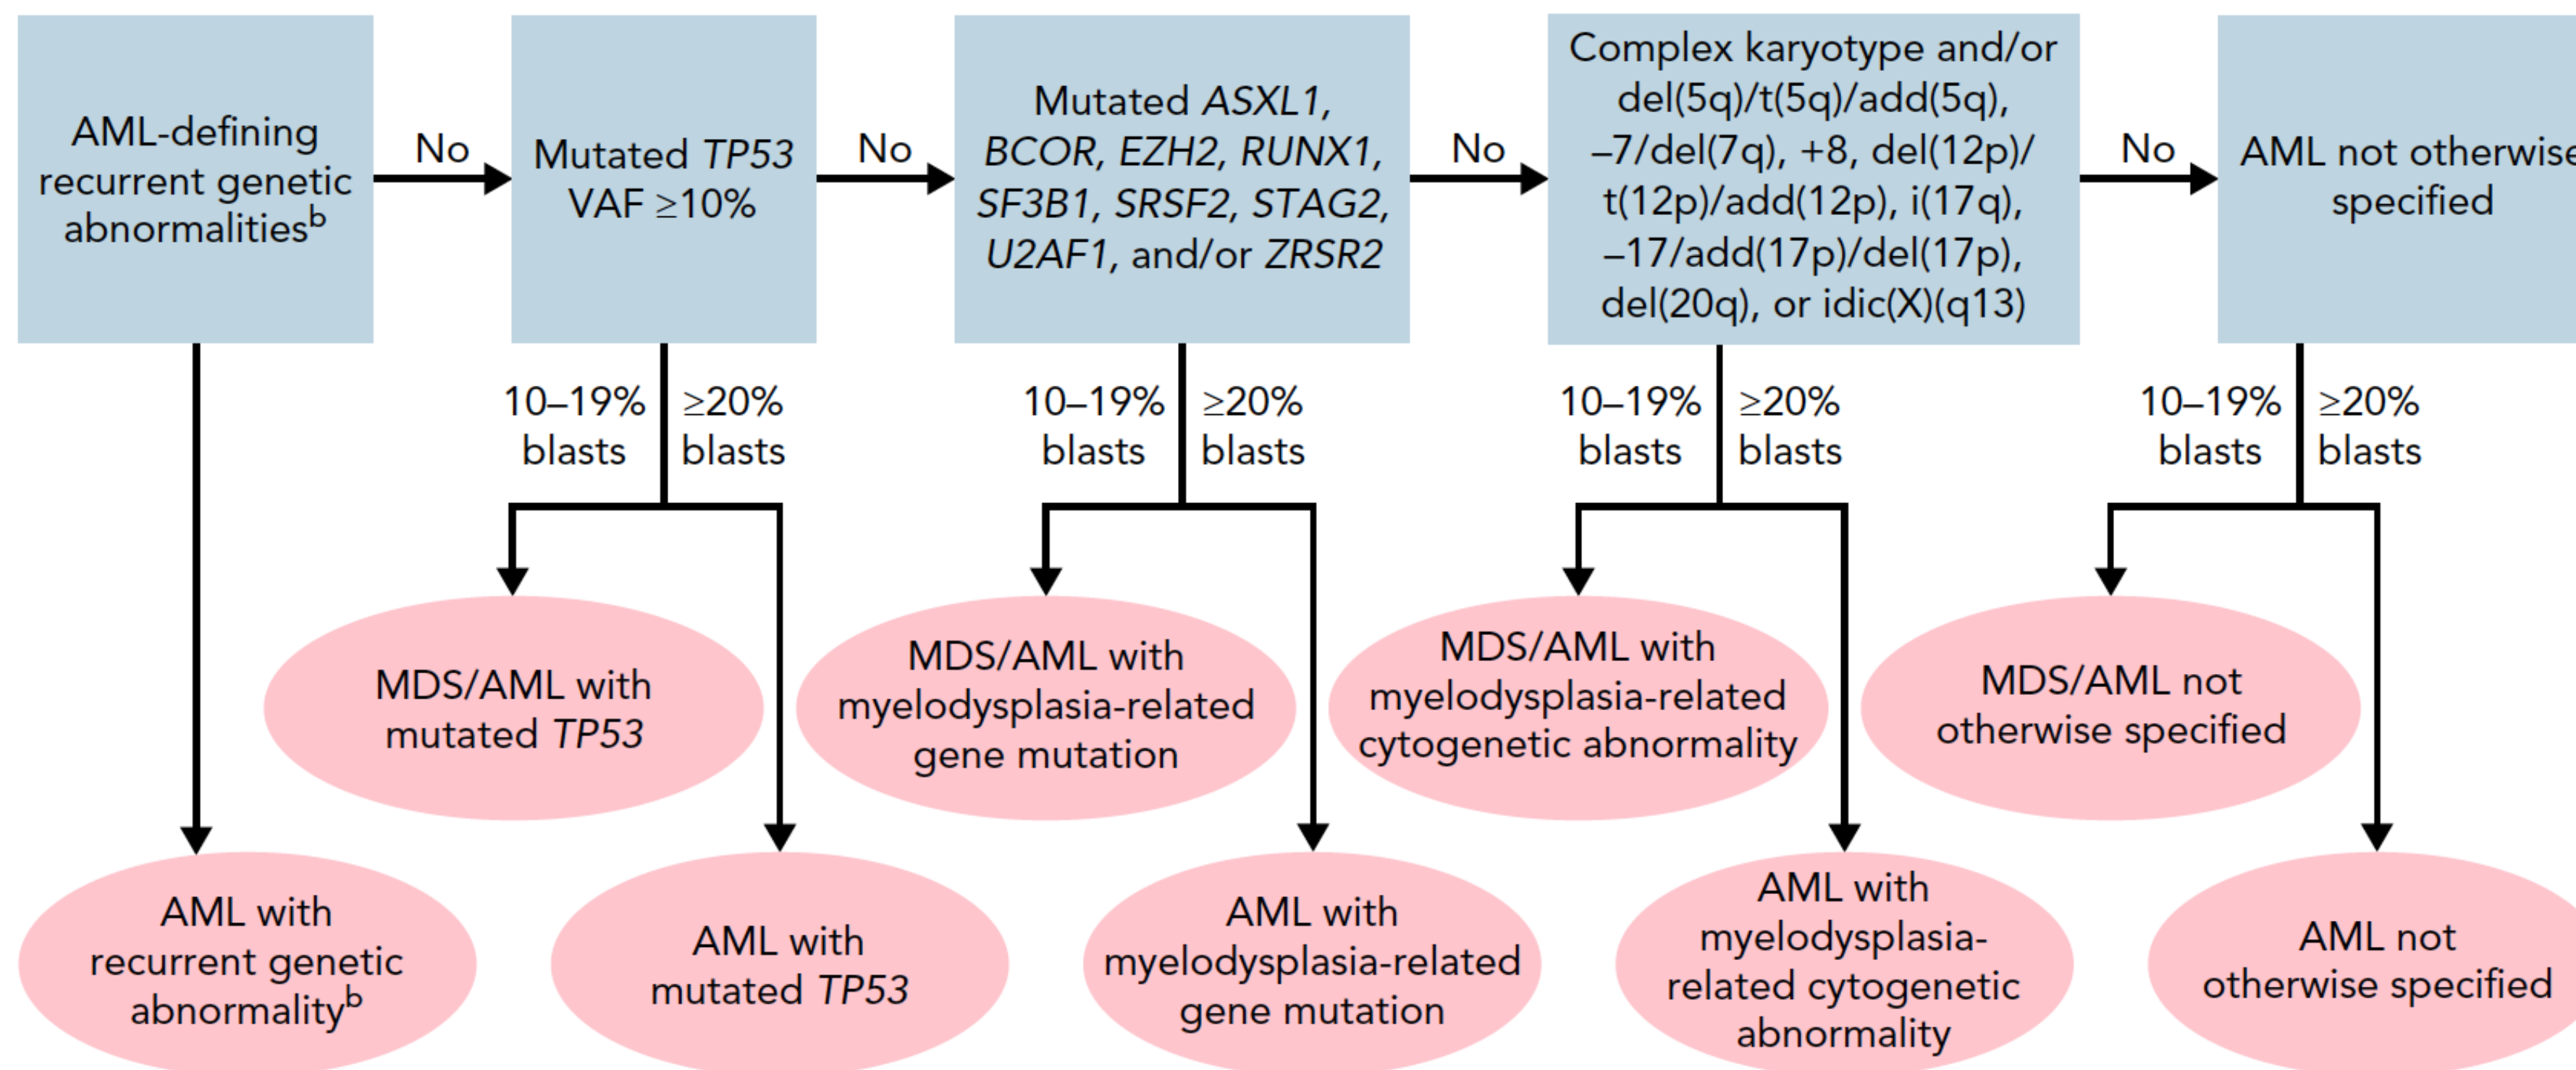 AML-defining
recurrent genetic
abnormalitiesᵇ
No
Mutated TP53
VAF ≥10%
No
Mutated ASXL1,
BCOR, EZH2, RUNX1,
SF3B1, SRSF2, STAG2,
U2AF1, and/or ZRSR2
No
Complex karyotype and/or
del(5q)/t(5q)/add(5q),
–7/del(7q), +8, del(12p)/
t(12p)/add(12p), i(17q),
–17/add(17p)/del(17p),
del(20q), or idic(X)(q13)
No
AML not otherwise
specified
10–19%
blasts
≥20%
blasts
10–19%
blasts
≥20%
blasts
10–19%
blasts
≥20%
blasts
10–19%
blasts
≥20%
blasts
MDS/AML with
mutated TP53
MDS/AML with
myelodysplasia-related
gene mutation
MDS/AML with
myelodysplasia-related
cytogenetic abnormality
MDS/AML not
otherwise specified
AML with
recurrent genetic
abnormalityᵇ
AML with
mutated TP53
AML with
myelodysplasia-related
gene mutation
AML with
myelodysplasia-
related cytogenetic
abnormality
AML not
otherwise specified